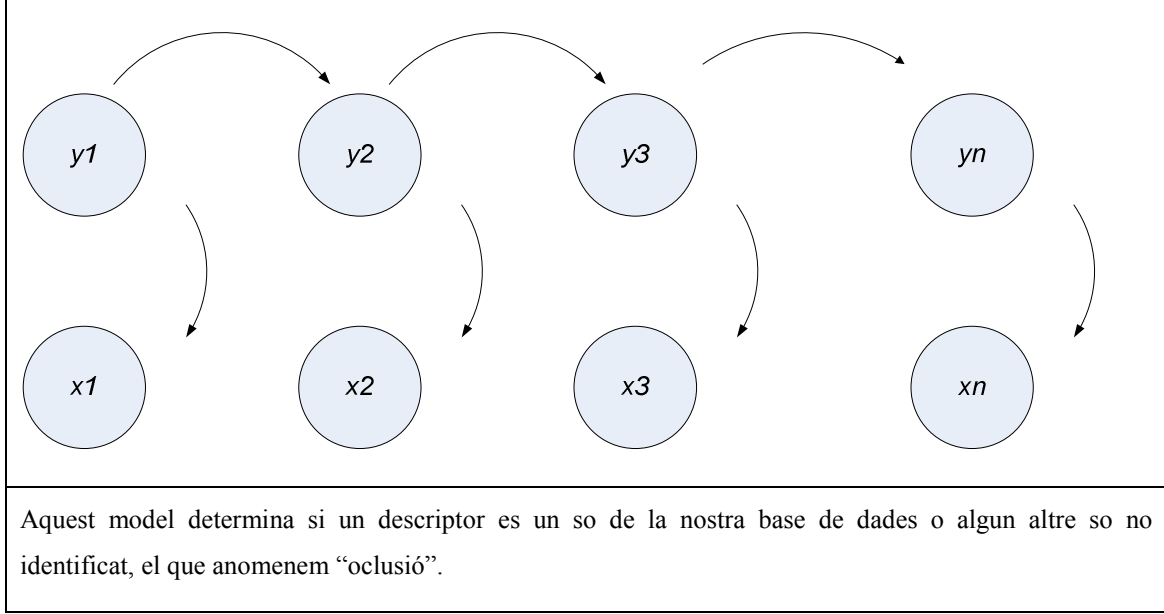 y1 y2 y3 yn
x1 x2 x3 xn
Aquest model determina si un descriptor es un so de la nostra base de dades o algun altre so no
identificat, el que anomenem “oclusió”.